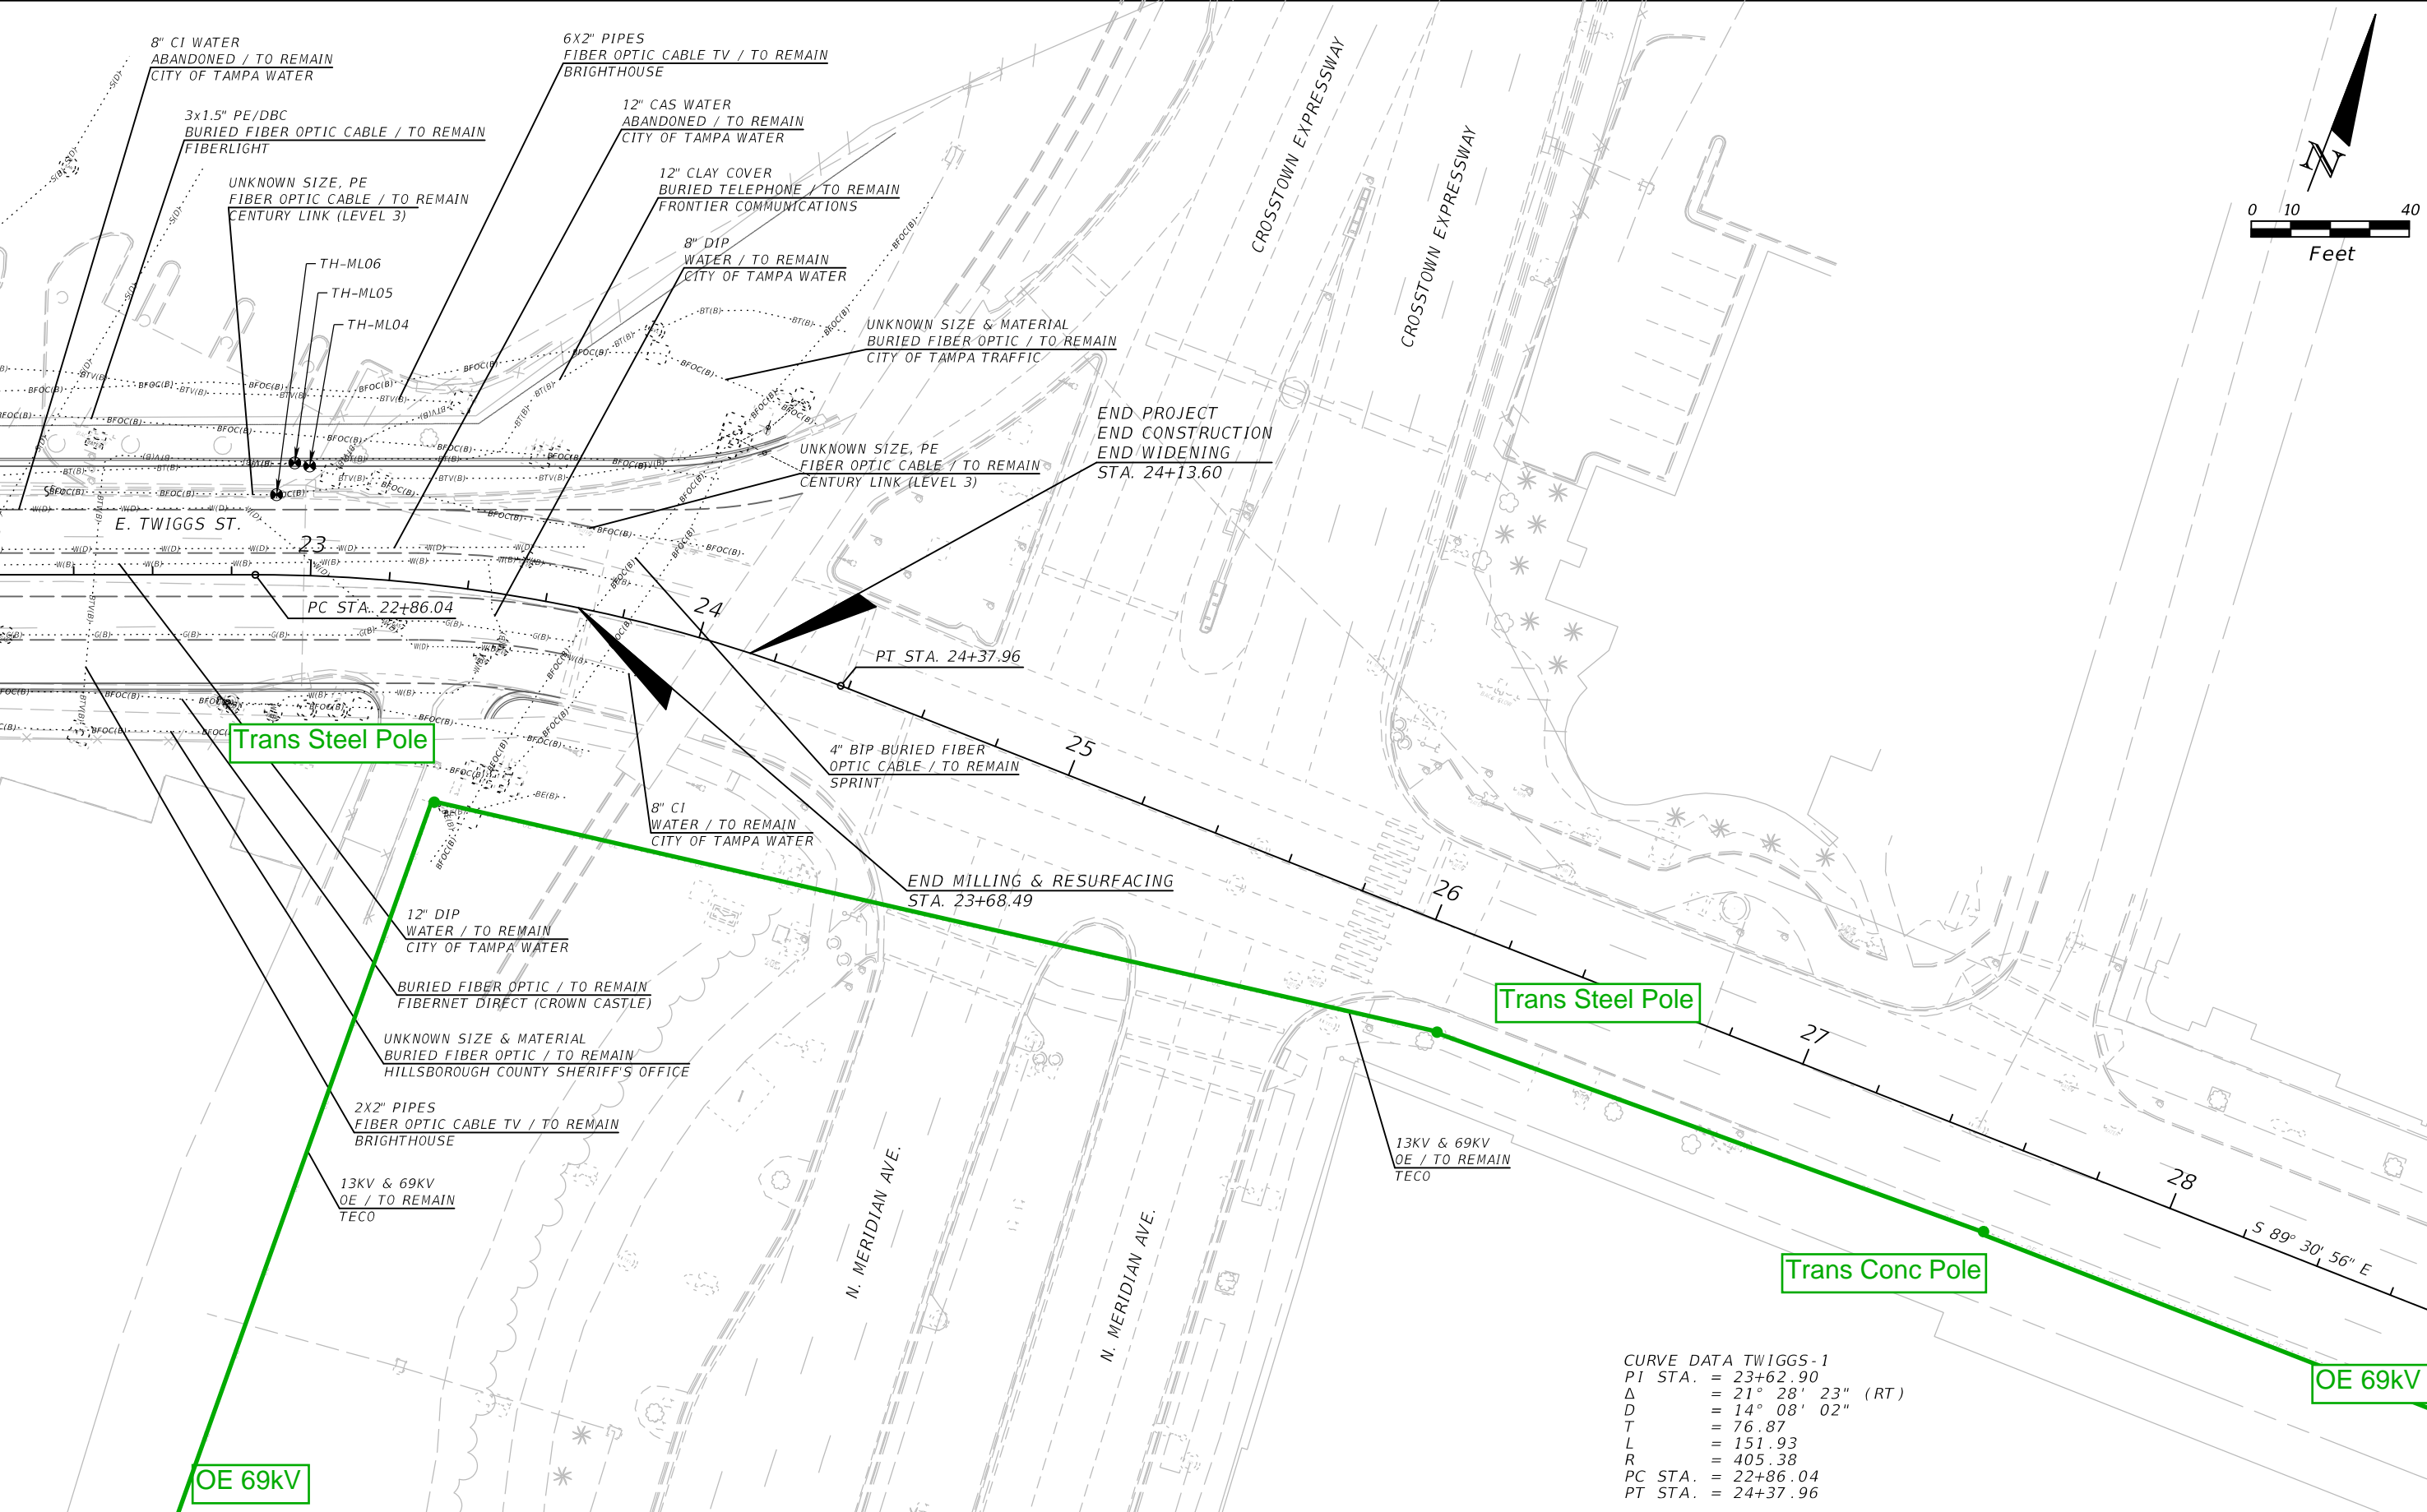 8" CI WATER
ABANDONED / TO REMAIN
CITY OF TAMPA WATER
3x1.5" PE/DBC
BURIED FIBER OPTIC CABLE / TO REMAIN
FIBERLIGHT
UNKNOWN SIZE, PE
FIBER OPTIC CABLE / TO REMAIN
CENTURY LINK (LEVEL 3)
TH-ML06
TH-ML05
TH-ML04
6X2" PIPES
FIBER OPTIC CABLE TV / TO REMAIN
BRIGHTHOUSE
12" CAS WATER
ABANDONED / TO REMAIN
CITY OF TAMPA WATER
12" CLAY COVER
BURIED TELEPHONE / TO REMAIN
FRONTIER COMMUNICATIONS
8" DIP
WATER / TO REMAIN
CITY OF TAMPA WATER
UNKNOWN SIZE & MATERIAL
BURIED FIBER OPTIC / TO REMAIN
CITY OF TAMPA TRAFFIC
UNKNOWN SIZE, PE
FIBER OPTIC CABLE / TO REMAIN
CENTURY LINK (LEVEL 3)
END PROJECT
END CONSTRUCTION
END WIDENING
STA. 24+13.60
CROSSTOWN EXPRESSWAY
CROSSTOWN EXPRESSWAY
N
0 10 40
Feet
E. TWIGGS ST.
23
PC STA. 22+86.04
24
PT STA. 24+37.96
25
26
27
28
S 89° 30' 56" E
Trans Steel Pole
4" BIP BURIED FIBER
OPTIC CABLE / TO REMAIN
SPRINT
8" CI
WATER / TO REMAIN
CITY OF TAMPA WATER
END MILLING & RESURFACING
STA. 23+68.49
12" DIP
WATER / TO REMAIN
CITY OF TAMPA WATER
BURIED FIBER OPTIC / TO REMAIN
FIBERNET DIRECT (CROWN CASTLE)
UNKNOWN SIZE & MATERIAL
BURIED FIBER OPTIC / TO REMAIN
HILLSBOROUGH COUNTY SHERIFF'S OFFICE
2X2" PIPES
FIBER OPTIC CABLE TV / TO REMAIN
BRIGHTHOUSE
13KV & 69KV
OE / TO REMAIN
TECO
N. MERIDIAN AVE.
N. MERIDIAN AVE.
13KV & 69KV
OE / TO REMAIN
TECO
Trans Steel Pole
Trans Conc Pole
OE 69kV
OE 69kV
CURVE DATA TWIGGS-1
PI STA. = 23+62.90
Δ = 21° 28' 23" (RT)
D = 14° 08' 02"
T = 76.87
L = 151.93
R = 405.38
PC STA. = 22+86.04
PT STA. = 24+37.96